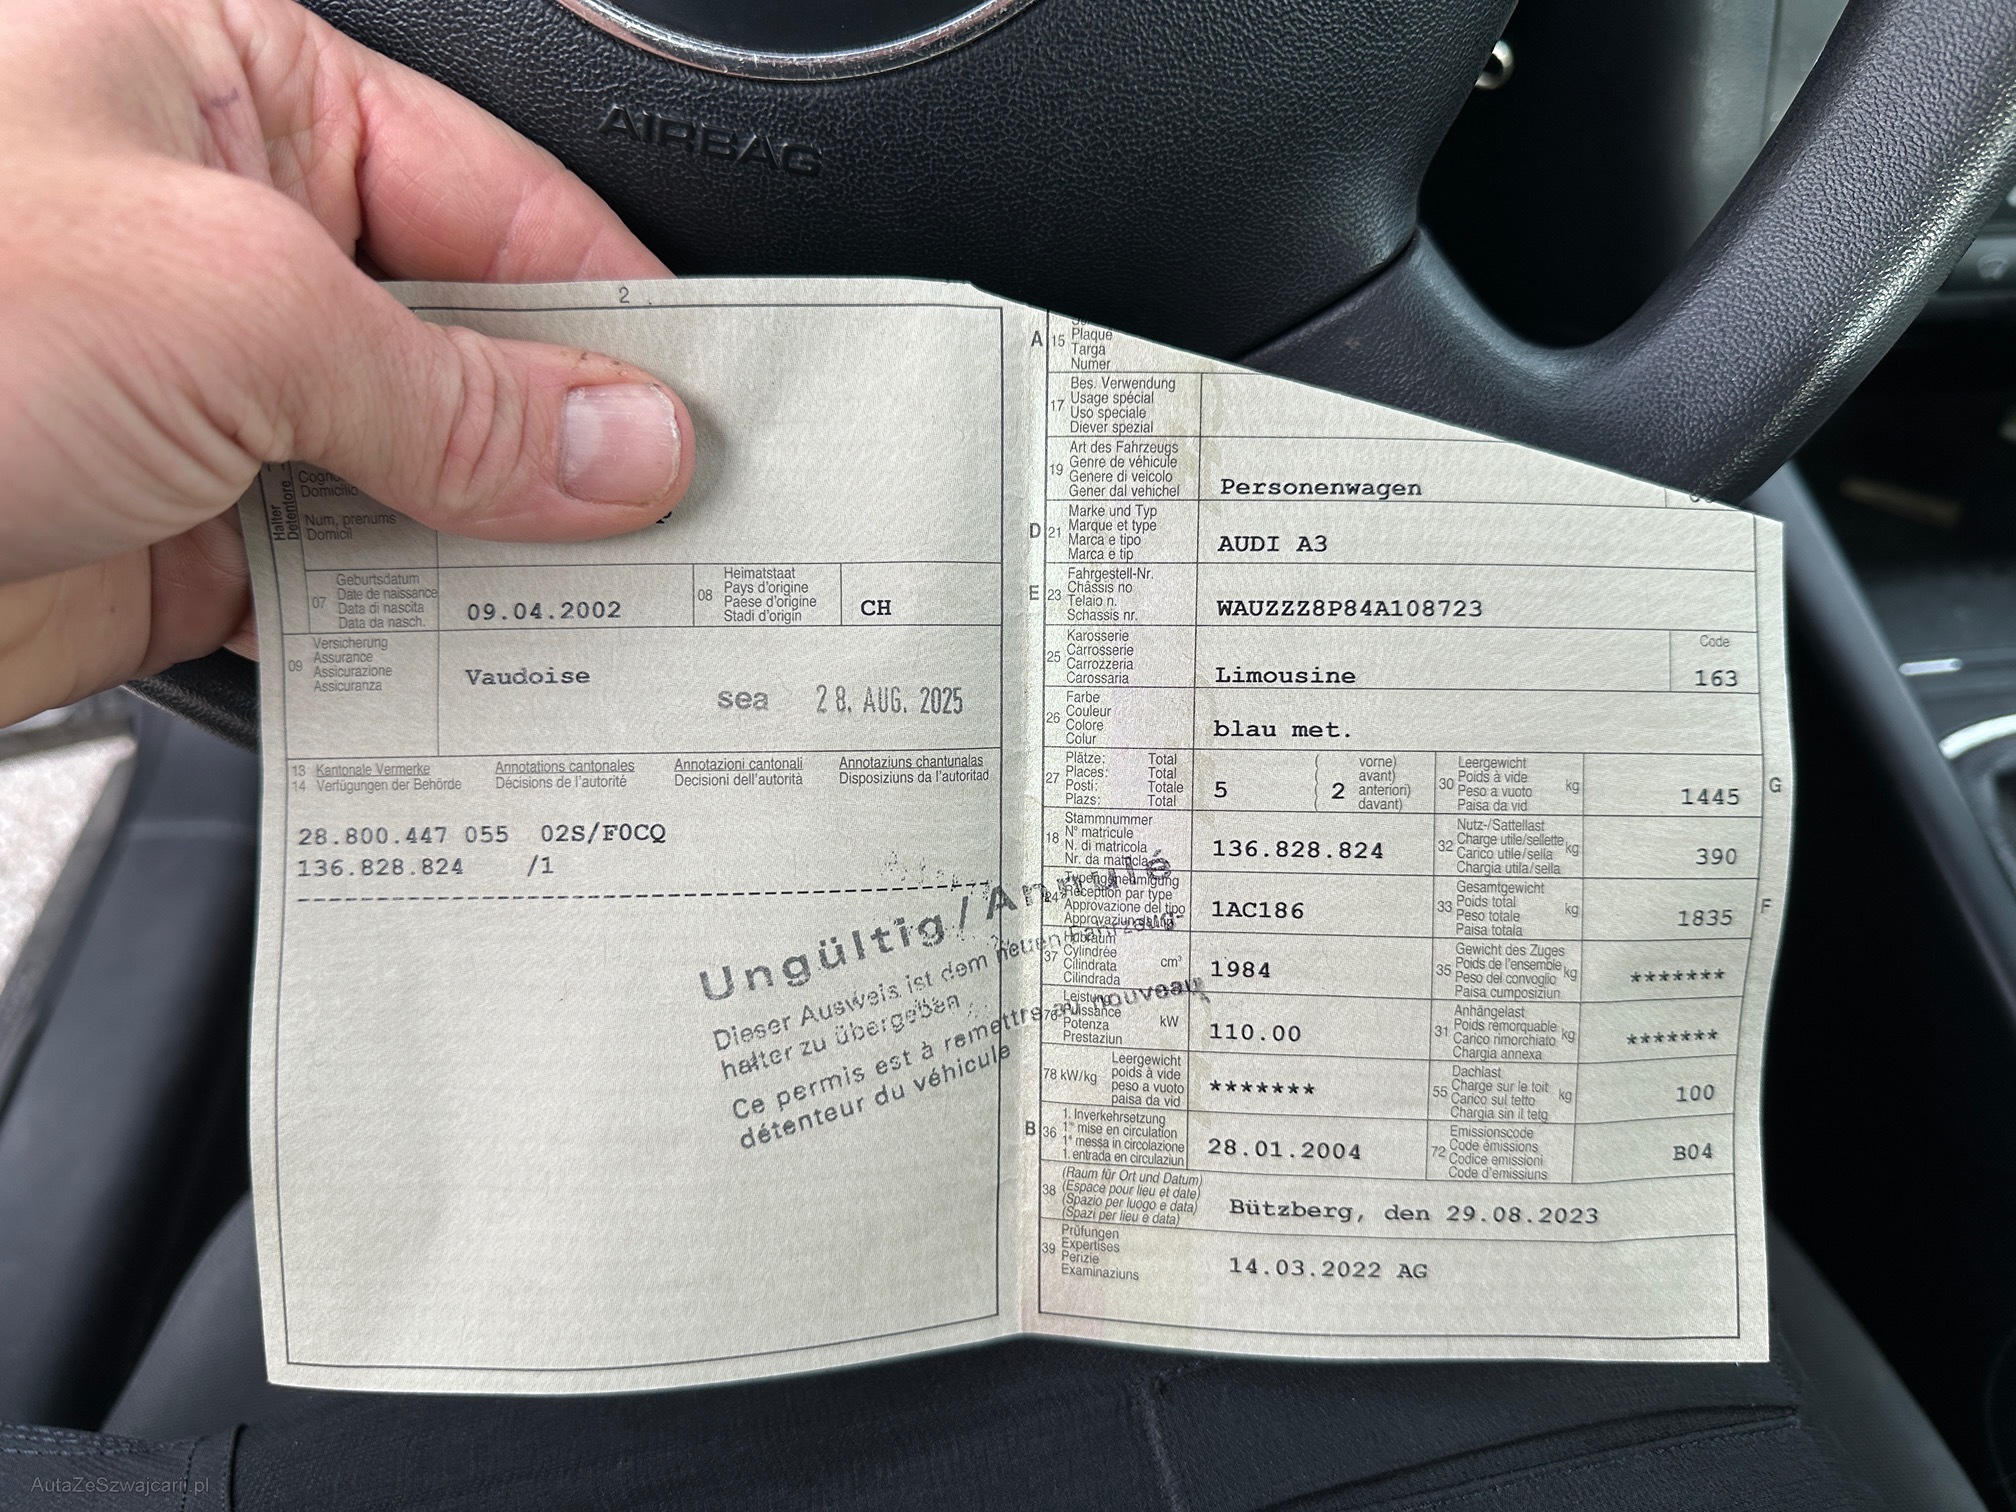 AIRBAG
2
Halter
Detentore
Domicilio
Num, prenums
Domicil
07
Geburtsdatum
Date de naissance
Data di nascita
Data da nasch.
09.04.2002
08
Heimatstaat
Pays d'origine
Paese d'origine
Stadi d'origin
CH
09
Versicherung
Assurance
Assicurazione
Assicuranza
Vaudoise
sea 28. AUG. 2025
13 Kantonale Vermerke Annotations cantonales Annotazioni cantonali Annotaziuns chantunalas
14 Verfügungen der Behörde Décisions de l'autorité Decisioni dell'autorità Disposiziuns da l'autoritad
28.800.447 055 02S/F0CQ
136.828.824 /1
Ungültig/Annulé
Dieser Ausweis ist dem neuen Fahrzeug-
halter zu übergeben
Ce permis est à remettre au nouveau
détenteur du véhicule
A 15
Plaque
Targa
Numer
17
Bes. Verwendung
Usage spécial
Uso speciale
Diever spezial
19
Art des Fahrzeugs
Genre de véhicule
Genere di veicolo
Gener dal vehichel
Personenwagen
D 21
Marke und Typ
Marque et type
Marca e tipo
Marca e tip
AUDI A3
E 23
Fahrgestell-Nr.
Châssis no
Telaio n.
Schassis nr.
WAUZZZ8P84A108723
25
Karosserie
Carrosserie
Carrozzeria
Carossaria
Limousine
Code
163
26
Farbe
Couleur
Colore
Colur
blau met.
27
Plätze: Total
Places: Total
Posti: Totale
Plazs: Total
5
( 2
vorne)
avant)
anteriori)
davant)
30
Leergewicht
Poids à vide
Peso a vuoto
Paisa da vid
kg
1445
G
18
Stammnummer
N° matricule
N. di matricola
Nr. da matricla
136.828.824
32
Nutz-/Sattellast
Charge utile/sellette
Carico utile/sella
Chargia utila/sella
kg
390
24
Typengenehmigung
Réception par type
Approvazione del tipo
1AC186
33
Gesamtgewicht
Poids total
Peso totale
Paisa totala
kg
1835
F
37
Hubraum
Cylindrée
Cilindrata
Cilindrada
cm³
1984
35
Gewicht des Zuges
Poids de l'ensemble
Peso del convoglio
Paisa cumposiziun
kg
*******
76
Leistung
Puissance
Potenza
Prestaziun
kW
110.00
31
Anhängelast
Poids remorquable
Carico rimorchiato
Chargia annexa
kg
*******
78 kW/kg
Leergewicht
poids à vide
peso a vuoto
paisa da vid
*******
55
Dachlast
Charge sur le toit
Carico sul tetto
Chargia sin il tetg
kg
100
B 36
1. Inverkehrsetzung
1re mise en circulation
1a messa in circolazione
1. entrada en circulaziun
28.01.2004
72
Emissionscode
Code émissions
Codice emissioni
Code d'emissiuns
B04
38
(Raum für Ort und Datum)
(Espace pour lieu et date)
(Spazio per luogo e data)
(Spazi per lieu e data)
Bützberg, den 29.08.2023
39
Prüfungen
Expertises
Perizie
Examinaziuns
14.03.2022 AG
AutaZeSzwajcarii.pl